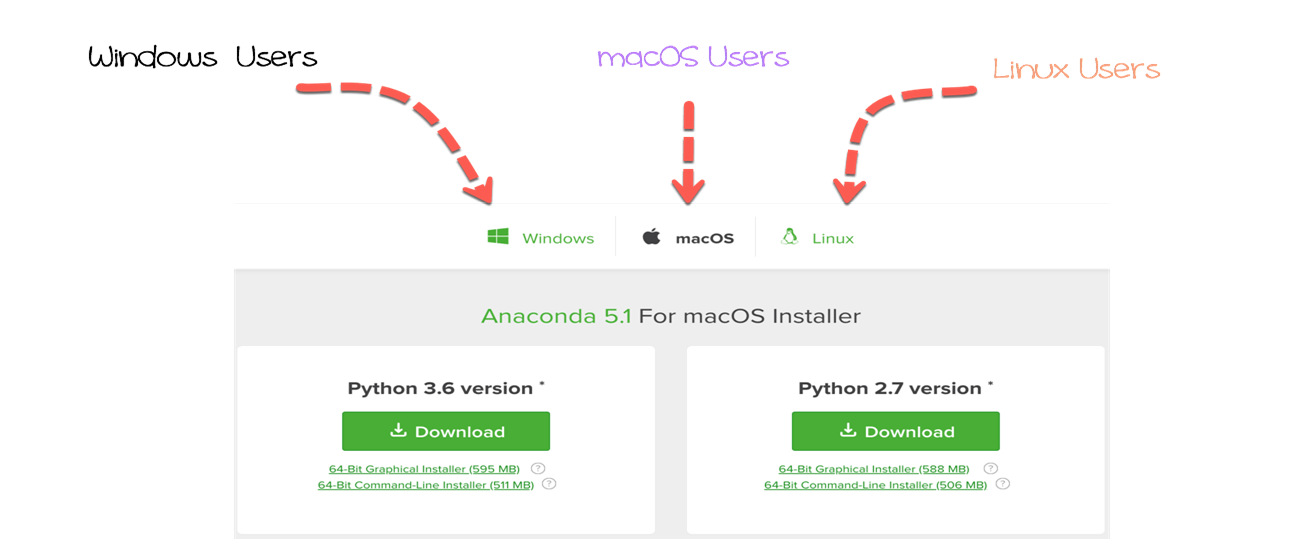 Windows Users
macOS Users
Linux Users
Windows
macOS
Linux
Anaconda 5.1 For macOS Installer
Python 3.6 version *
Download
64-Bit Graphical Installer (595 MB) ?
64-Bit Command-Line Installer (511 MB) ?
Python 2.7 version *
Download
64-Bit Graphical Installer (588 MB) ?
64-Bit Command-Line Installer (506 MB) ?